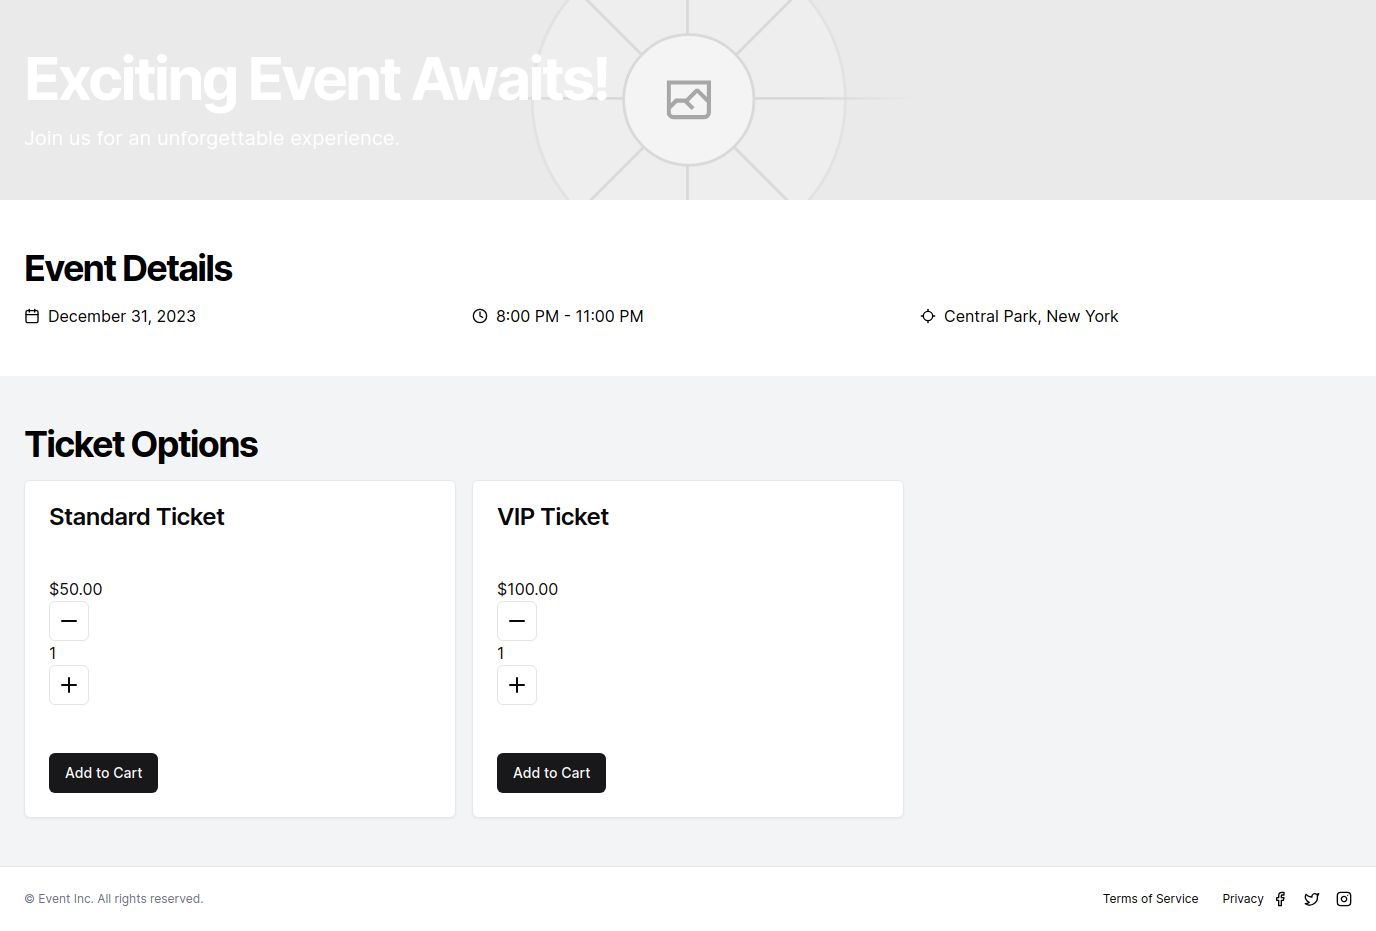 Exciting Event Awaits!
Join us for an unforgettable experience.
Event Details
December 31, 2023
8:00 PM - 11:00 PM
Central Park, New York
Ticket Options
Standard Ticket
$50.00
1
Add to Cart
VIP Ticket
$100.00
1
Add to Cart
© Event Inc. All rights reserved.
Terms of Service
Privacy